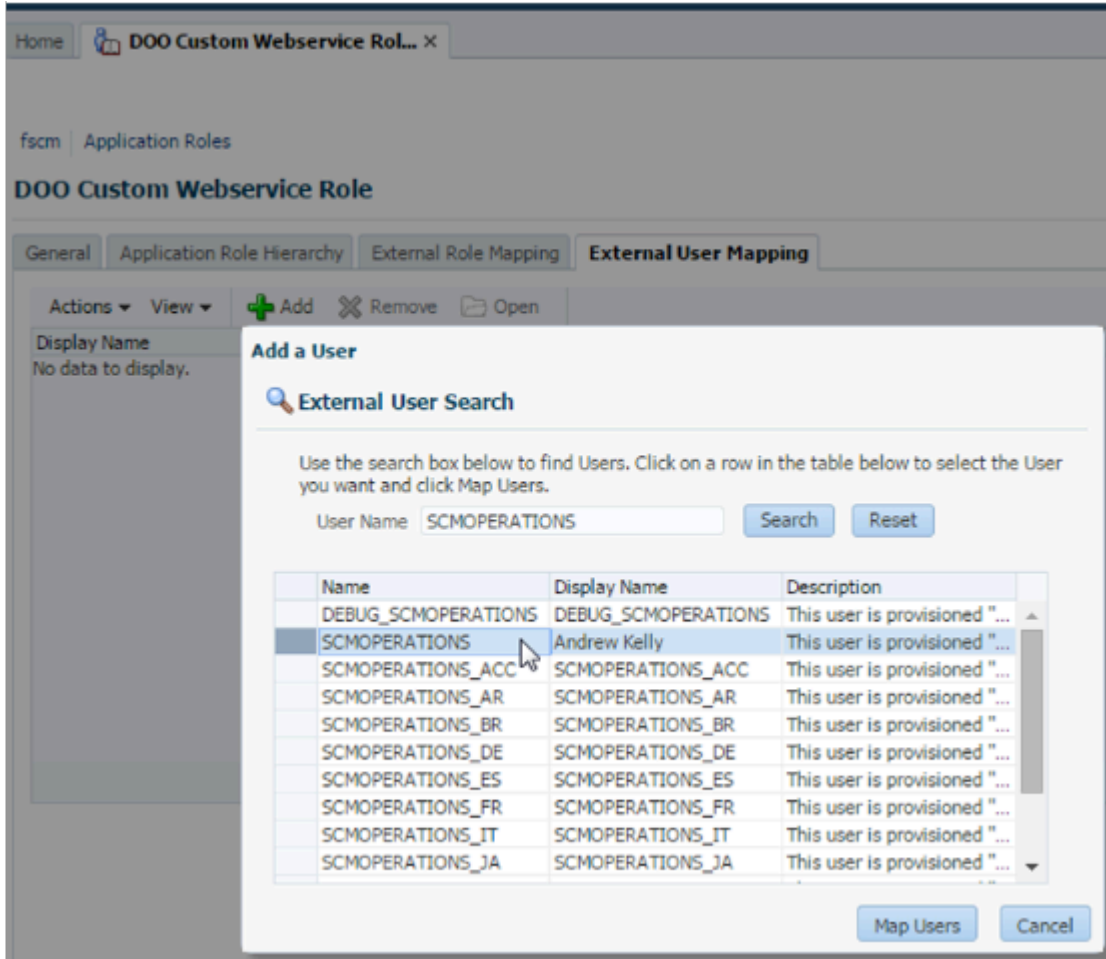 Home DOO Custom Webservice Rol... ×
fscm Application Roles
DOO Custom Webservice Role
General Application Role Hierarchy External Role Mapping External User Mapping
Actions View Add Remove Open
Display Name
No data to display.
Add a User
External User Search
Use the search box below to find Users. Click on a row in the table below to select the User
you want and click Map Users.
User Name SCMOPERATIONS Search Reset
Name Display Name Description
DEBUG_SCMOPERATIONS DEBUG_SCMOPERATIONS This user is provisioned "...
SCMOPERATIONS Andrew Kelly This user is provisioned "...
SCMOPERATIONS_ACC SCMOPERATIONS_ACC This user is provisioned "...
SCMOPERATIONS_AR SCMOPERATIONS_AR This user is provisioned "...
SCMOPERATIONS_BR SCMOPERATIONS_BR This user is provisioned "...
SCMOPERATIONS_DE SCMOPERATIONS_DE This user is provisioned "...
SCMOPERATIONS_ES SCMOPERATIONS_ES This user is provisioned "...
SCMOPERATIONS_FR SCMOPERATIONS_FR This user is provisioned "...
SCMOPERATIONS_IT SCMOPERATIONS_IT This user is provisioned "...
SCMOPERATIONS_JA SCMOPERATIONS_JA This user is provisioned "...
Map Users Cancel